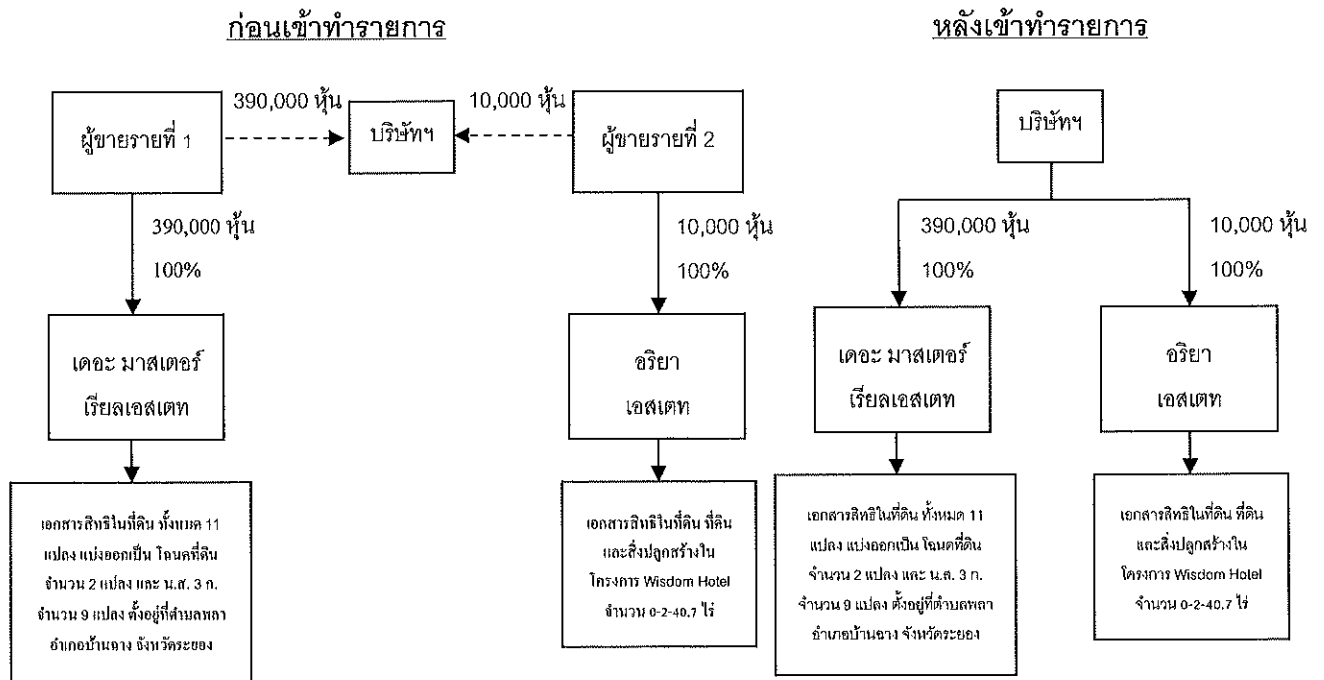 ก่อนเข้าทำรายการ
ผู้ขายรายที่ 1
390,000 หุ้น
บริษัทฯ
10,000 หุ้น
ผู้ขายรายที่ 2
390,000 หุ้น
100%
10,000 หุ้น
100%
เดอะ มาสเตอร์
เรียลเอสเตท
อริยา
เอสเตท
เอกสารสิทธิในที่ดิน ทั้งหมด 11
แปลง แบ่งออกเป็น โฉนดที่ดิน
จำนวน 2 แปลง และ น.ส. 3 ก.
จำนวน 9 แปลง ตั้งอยู่ที่ตำบลพลา
อำเภอบ้านฉาง จังหวัดระยอง
เอกสารสิทธิในที่ดิน ที่ดิน
และสิ่งปลูกสร้างใน
โครงการ Wisdom Hotel
จำนวน 0-2-40.7 ไร่
หลังเข้าทำรายการ
บริษัทฯ
390,000 หุ้น
100%
10,000 หุ้น
100%
เดอะ มาสเตอร์
เรียลเอสเตท
อริยา
เอสเตท
เอกสารสิทธิในที่ดิน ทั้งหมด 11
แปลง แบ่งออกเป็น โฉนดที่ดิน
จำนวน 2 แปลง และ น.ส. 3 ก.
จำนวน 9 แปลง ตั้งอยู่ที่ตำบลพลา
อำเภอบ้านฉาง จังหวัดระยอง
เอกสารสิทธิในที่ดิน ที่ดิน
และสิ่งปลูกสร้างใน
โครงการ Wisdom Hotel
จำนวน 0-2-40.7 ไร่